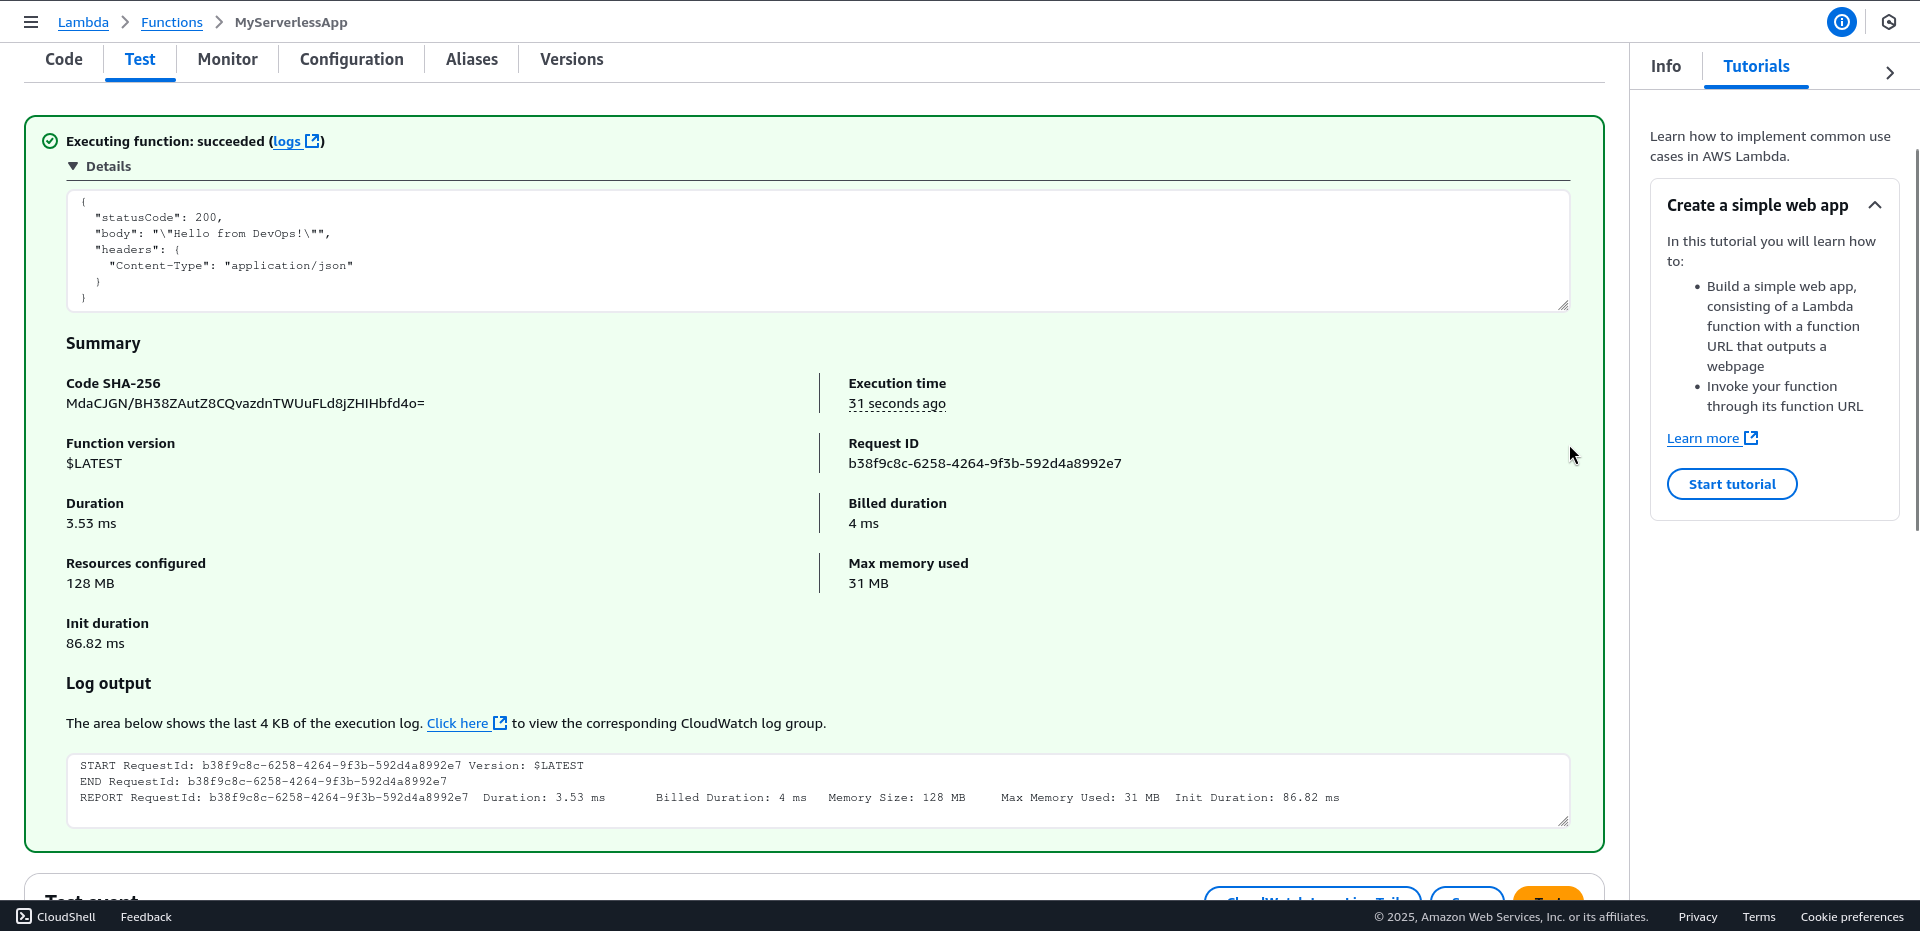 Lambda > Functions > MyServerlessApp
Code Test Monitor Configuration Aliases Versions
Executing function: succeeded (logs)
Details
{
"statusCode": 200,
"body": "\"Hello from DevOps!\"",
"headers": {
"Content-Type": "application/json"
}
}
Summary
Code SHA-256
MdaCJGN/BH38ZAutZ8CQvazdnTWUuFLd8jZHIHbfd4o=
Execution time
31 seconds ago
Function version
$LATEST
Request ID
b38f9c8c-6258-4264-9f3b-592d4a8992e7
Duration
3.53 ms
Billed duration
4 ms
Resources configured
128 MB
Max memory used
31 MB
Init duration
86.82 ms
Log output
The area below shows the last 4 KB of the execution log. Click here to view the corresponding CloudWatch log group.
START RequestId: b38f9c8c-6258-4264-9f3b-592d4a8992e7 Version: $LATEST
END RequestId: b38f9c8c-6258-4264-9f3b-592d4a8992e7
REPORT RequestId: b38f9c8c-6258-4264-9f3b-592d4a8992e7 Duration: 3.53 ms Billed Duration: 4 ms Memory Size: 128 MB Max Memory Used: 31 MB Init Duration: 86.82 ms
Test event
Info Tutorials
Learn how to implement common use
cases in AWS Lambda.
Create a simple web app
In this tutorial you will learn how
to:
• Build a simple web app,
consisting of a Lambda
function with a function
URL that outputs a
webpage
• Invoke your function
through its function URL
Learn more
Start tutorial
CloudShell Feedback
© 2025, Amazon Web Services, Inc. or its affiliates. Privacy Terms Cookie preferences